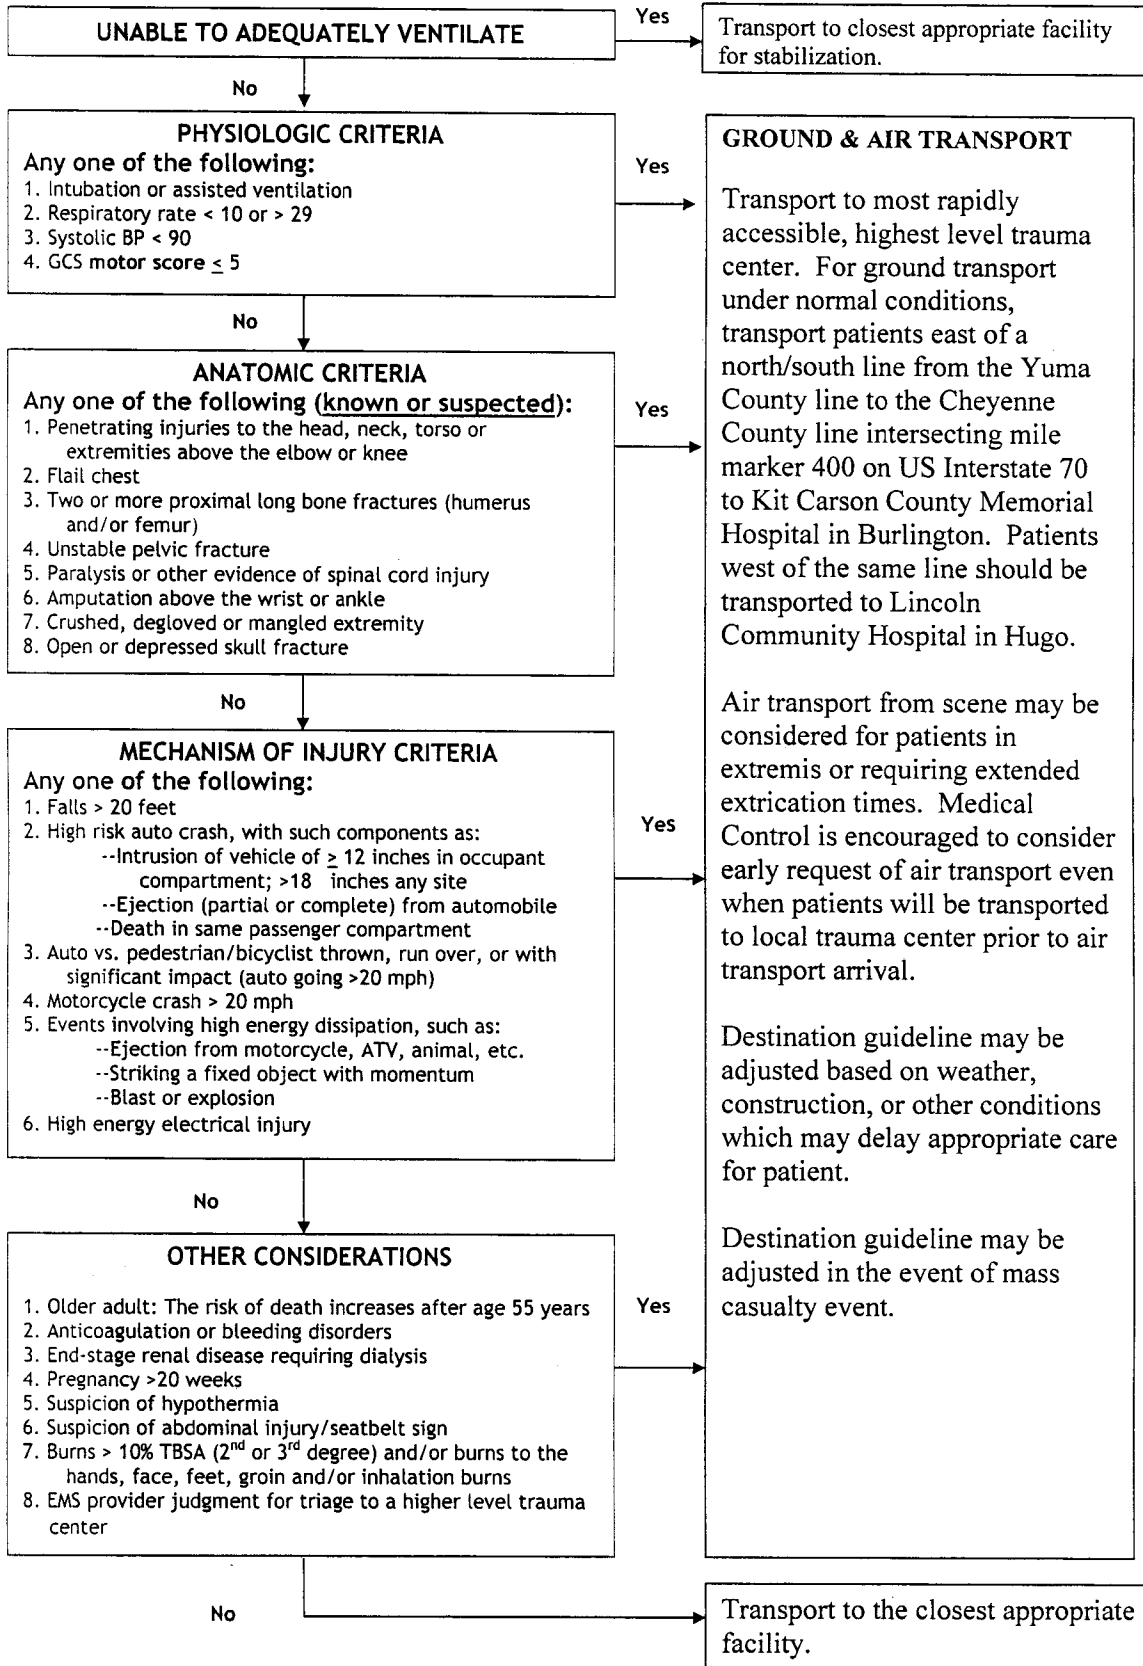 UNABLE TO ADEQUATELY VENTILATE
Yes
Transport to closest appropriate facility
for stabilization.
No
PHYSIOLOGIC CRITERIA
Any one of the following:
1. Intubation or assisted ventilation
2. Respiratory rate < 10 or > 29
3. Systolic BP < 90
4. GCS motor score ≤ 5
Yes
No
ANATOMIC CRITERIA
Any one of the following (known or suspected):
1. Penetrating injuries to the head, neck, torso or
extremities above the elbow or knee
2. Flail chest
3. Two or more proximal long bone fractures (humerus
and/or femur)
4. Unstable pelvic fracture
5. Paralysis or other evidence of spinal cord injury
6. Amputation above the wrist or ankle
7. Crushed, degloved or mangled extremity
8. Open or depressed skull fracture
Yes
No
MECHANISM OF INJURY CRITERIA
Any one of the following:
1. Falls > 20 feet
2. High risk auto crash, with such components as:
--Intrusion of vehicle of ≥ 12 inches in occupant
compartment; >18 inches any site
--Ejection (partial or complete) from automobile
--Death in same passenger compartment
3. Auto vs. pedestrian/bicyclist thrown, run over, or with
significant impact (auto going >20 mph)
4. Motorcycle crash > 20 mph
5. Events involving high energy dissipation, such as:
--Ejection from motorcycle, ATV, animal, etc.
--Striking a fixed object with momentum
--Blast or explosion
6. High energy electrical injury
Yes
No
OTHER CONSIDERATIONS
1. Older adult: The risk of death increases after age 55 years
2. Anticoagulation or bleeding disorders
3. End-stage renal disease requiring dialysis
4. Pregnancy >20 weeks
5. Suspicion of hypothermia
6. Suspicion of abdominal injury/seatbelt sign
7. Burns > 10% TBSA (2nd or 3rd degree) and/or burns to the
hands, face, feet, groin and/or inhalation burns
8. EMS provider judgment for triage to a higher level trauma
center
Yes
GROUND & AIR TRANSPORT
Transport to most rapidly
accessible, highest level trauma
center. For ground transport
under normal conditions,
transport patients east of a
north/south line from the Yuma
County line to the Cheyenne
County line intersecting mile
marker 400 on US Interstate 70
to Kit Carson County Memorial
Hospital in Burlington. Patients
west of the same line should be
transported to Lincoln
Community Hospital in Hugo.
Air transport from scene may be
considered for patients in
extremis or requiring extended
extrication times. Medical
Control is encouraged to consider
early request of air transport even
when patients will be transported
to local trauma center prior to air
transport arrival.
Destination guideline may be
adjusted based on weather,
construction, or other conditions
which may delay appropriate care
for patient.
Destination guideline may be
adjusted in the event of mass
casualty event.
No
Transport to the closest appropriate
facility.